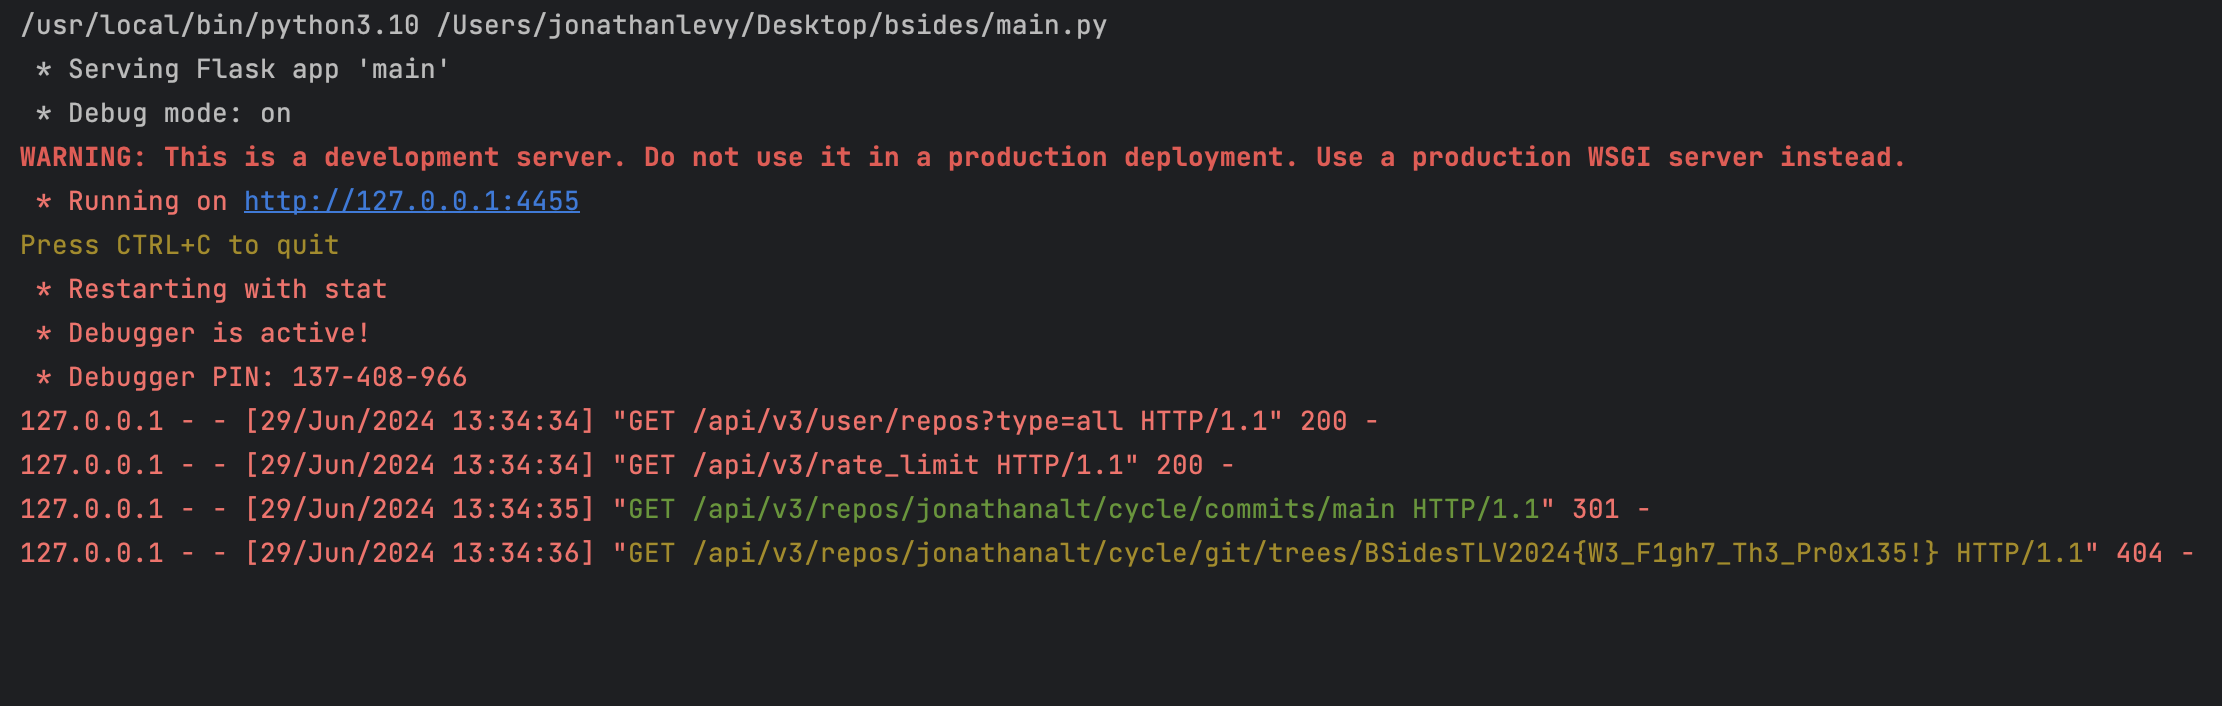 /usr/local/bin/python3.10 /Users/jonathanlevy/Desktop/bsides/main.py
 * Serving Flask app 'main'
 * Debug mode: on
WARNING: This is a development server. Do not use it in a production deployment. Use a production WSGI server instead.
 * Running on http://127.0.0.1:4455
Press CTRL+C to quit
 * Restarting with stat
 * Debugger is active!
 * Debugger PIN: 137-408-966
127.0.0.1 - - [29/Jun/2024 13:34:34] "GET /api/v3/user/repos?type=all HTTP/1.1" 200 -
127.0.0.1 - - [29/Jun/2024 13:34:34] "GET /api/v3/rate_limit HTTP/1.1" 200 -
127.0.0.1 - - [29/Jun/2024 13:34:35] "GET /api/v3/repos/jonathanalt/cycle/commits/main HTTP/1.1" 301 -
127.0.0.1 - - [29/Jun/2024 13:34:36] "GET /api/v3/repos/jonathanalt/cycle/git/trees/BSidesTLV2024{W3_F1gh7_Th3_Pr0x135!} HTTP/1.1" 404 -